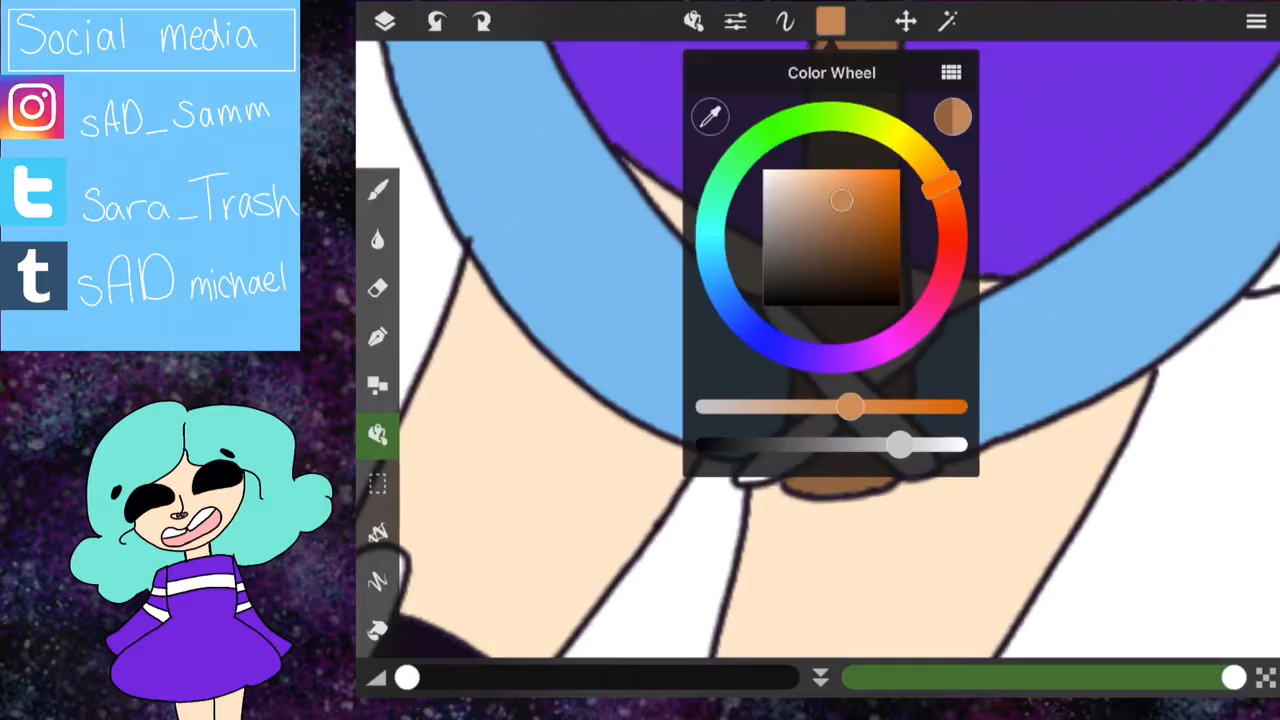 Social media
sAD_Samm
Sara_Trash
sAD michael
Color Wheel